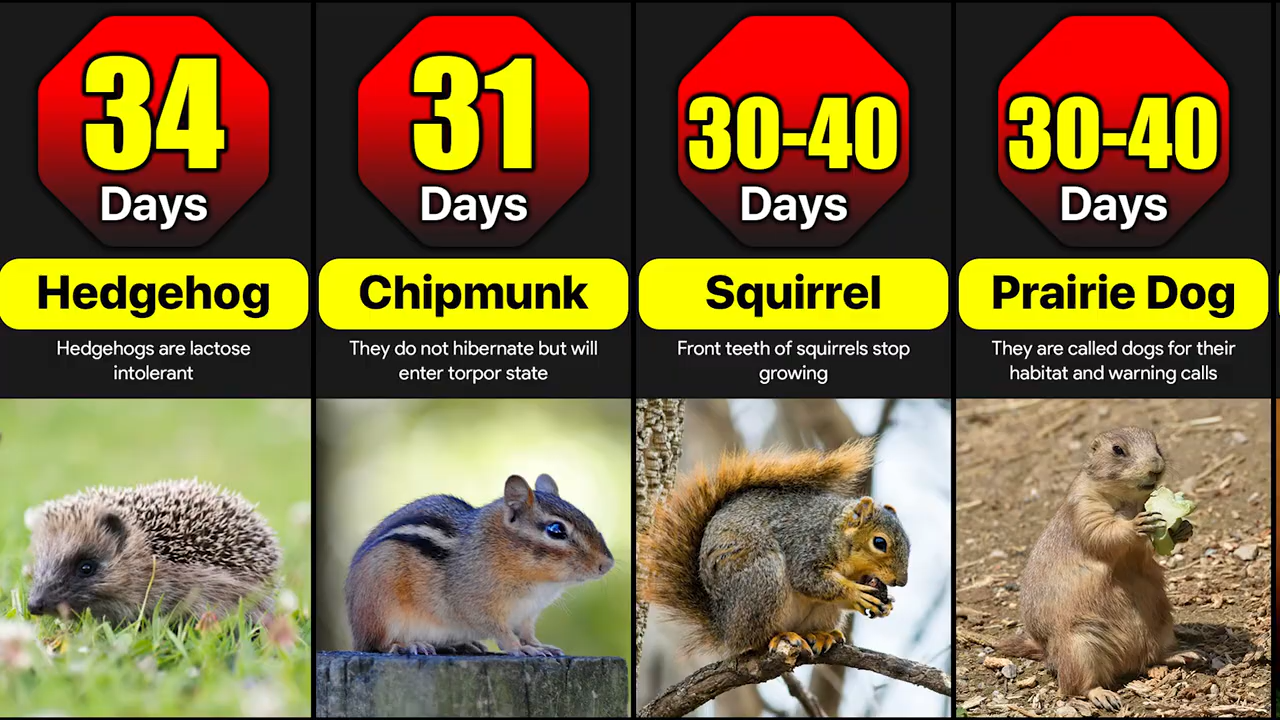 34
Days
Hedgehog
Hedgehogs are lactose
intolerant
31
Days
Chipmunk
They do not hibernate but will
enter torpor state
30-40
Days
Squirrel
Front teeth of squirrels stop
growing
30-40
Days
Prairie Dog
They are called dogs for their
habitat and warning calls